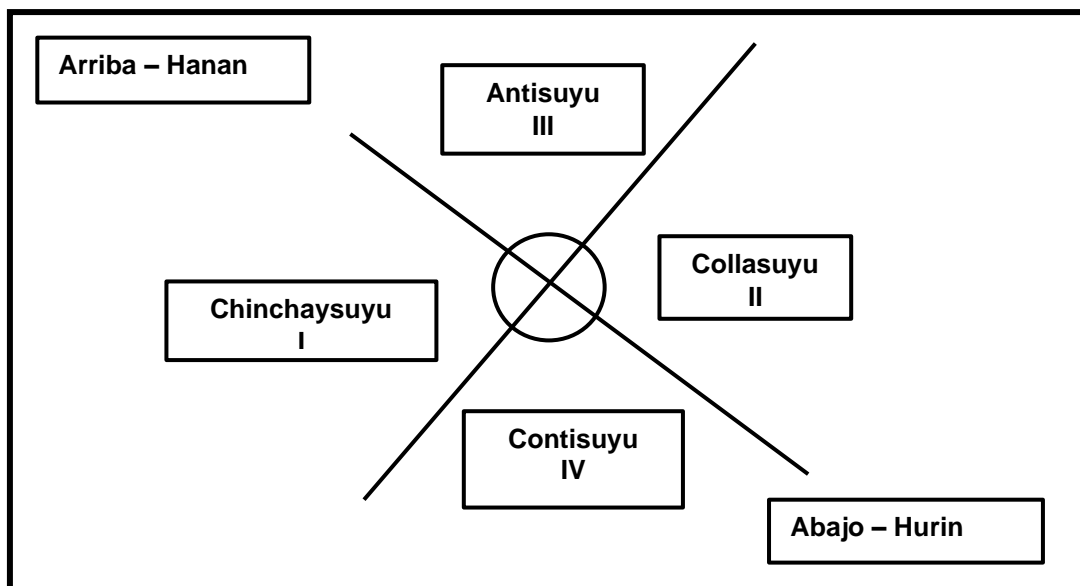 Arriba – Hanan
Antisuyu
III
Collasuyu
II
Chinchaysuyu
I
Contisuyu
IV
Abajo – Hurin